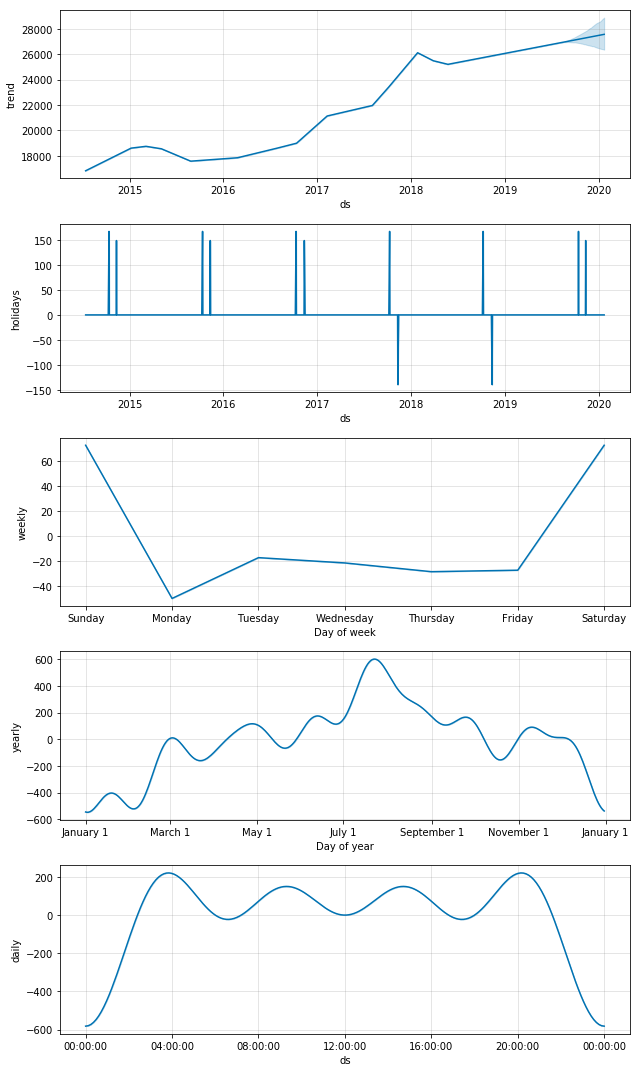 28000
26000
24000
22000
20000
18000
trend
2015 2016 2017 2018 2019 2020
ds
150
100
50
0
−50
−100
−150
holidays
2015 2016 2017 2018 2019 2020
ds
60
40
20
0
−20
−40
weekly
Sunday Monday Tuesday Wednesday Thursday Friday Saturday
Day of week
600
400
200
0
−200
−400
−600
yearly
January 1 March 1 May 1 July 1 September 1 November 1 January 1
Day of year
200
0
−200
−400
−600
daily
00:00:00 04:00:00 08:00:00 12:00:00 16:00:00 20:00:00 00:00:00
ds